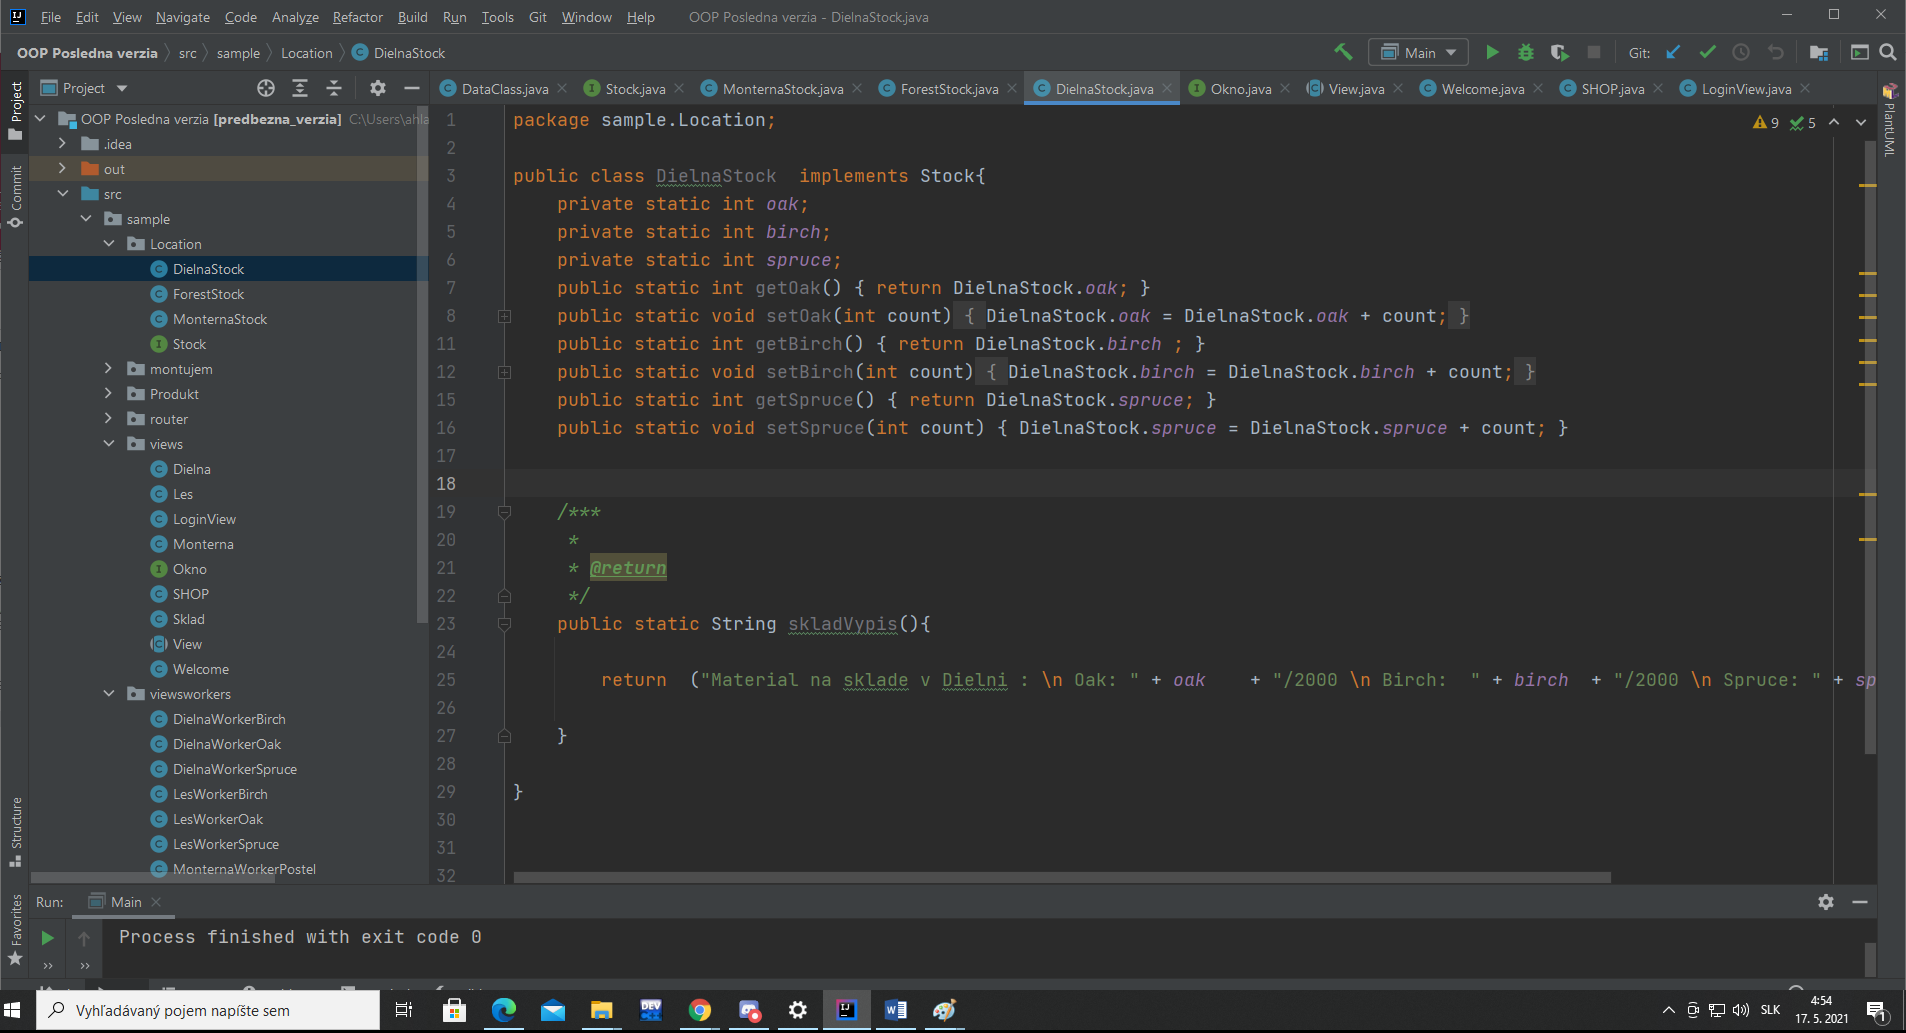 File Edit View Navigate Code Analyze Refactor Build Run Tools Git Window Help OOP Posledna verzia - DielnaStock.java
OOP Posledna verzia src sample Location DielnaStock Main Git:
Project
DataClass.java Stock.java MonternaStock.java ForestStock.java DielnaStock.java Okno.java View.java Welcome.java SHOP.java LoginView.java
Project
Commit
Structure
Favorites
PlantUML
OOP Posledna verzia [predbezna_verzia] C:\Users\ahla
.idea
out
src
sample
Location
DielnaStock
ForestStock
MonternaStock
Stock
montujem
Produkt
router
views
Dielna
Les
LoginView
Monterna
Okno
SHOP
Sklad
View
Welcome
viewsworkers
DielnaWorkerBirch
DielnaWorkerOak
DielnaWorkerSpruce
LesWorkerBirch
LesWorkerOak
LesWorkerSpruce
MonternaWorkerPostel
9 5
1 package sample.Location;
2
3 public class DielnaStock  implements Stock{
4 private static int oak;
5 private static int birch;
6 private static int spruce;
7 public static int getOak() { return DielnaStock.oak; }
8 public static void setOak(int count) { DielnaStock.oak = DielnaStock.oak + count; }
11 public static int getBirch() { return DielnaStock.birch ; }
12 public static void setBirch(int count) { DielnaStock.birch = DielnaStock.birch + count; }
15 public static int getSpruce() { return DielnaStock.spruce; }
16 public static void setSpruce(int count) { DielnaStock.spruce = DielnaStock.spruce + count; }
17
18
19 /***
20 *
21 * @return
22 */
23 public static String skladVypis(){
24
25 return  ("Material na sklade v Dielni : \n Oak: " + oak    + "/2000 \n Birch:  " + birch  + "/2000 \n Spruce: " + sp
26
27 }
28
29 }
30
31
32
Run: Main
Process finished with exit code 0
Vyhľadávaný pojem napíšte sem
DEV C++
SLK
4:54
17. 5. 2021
1